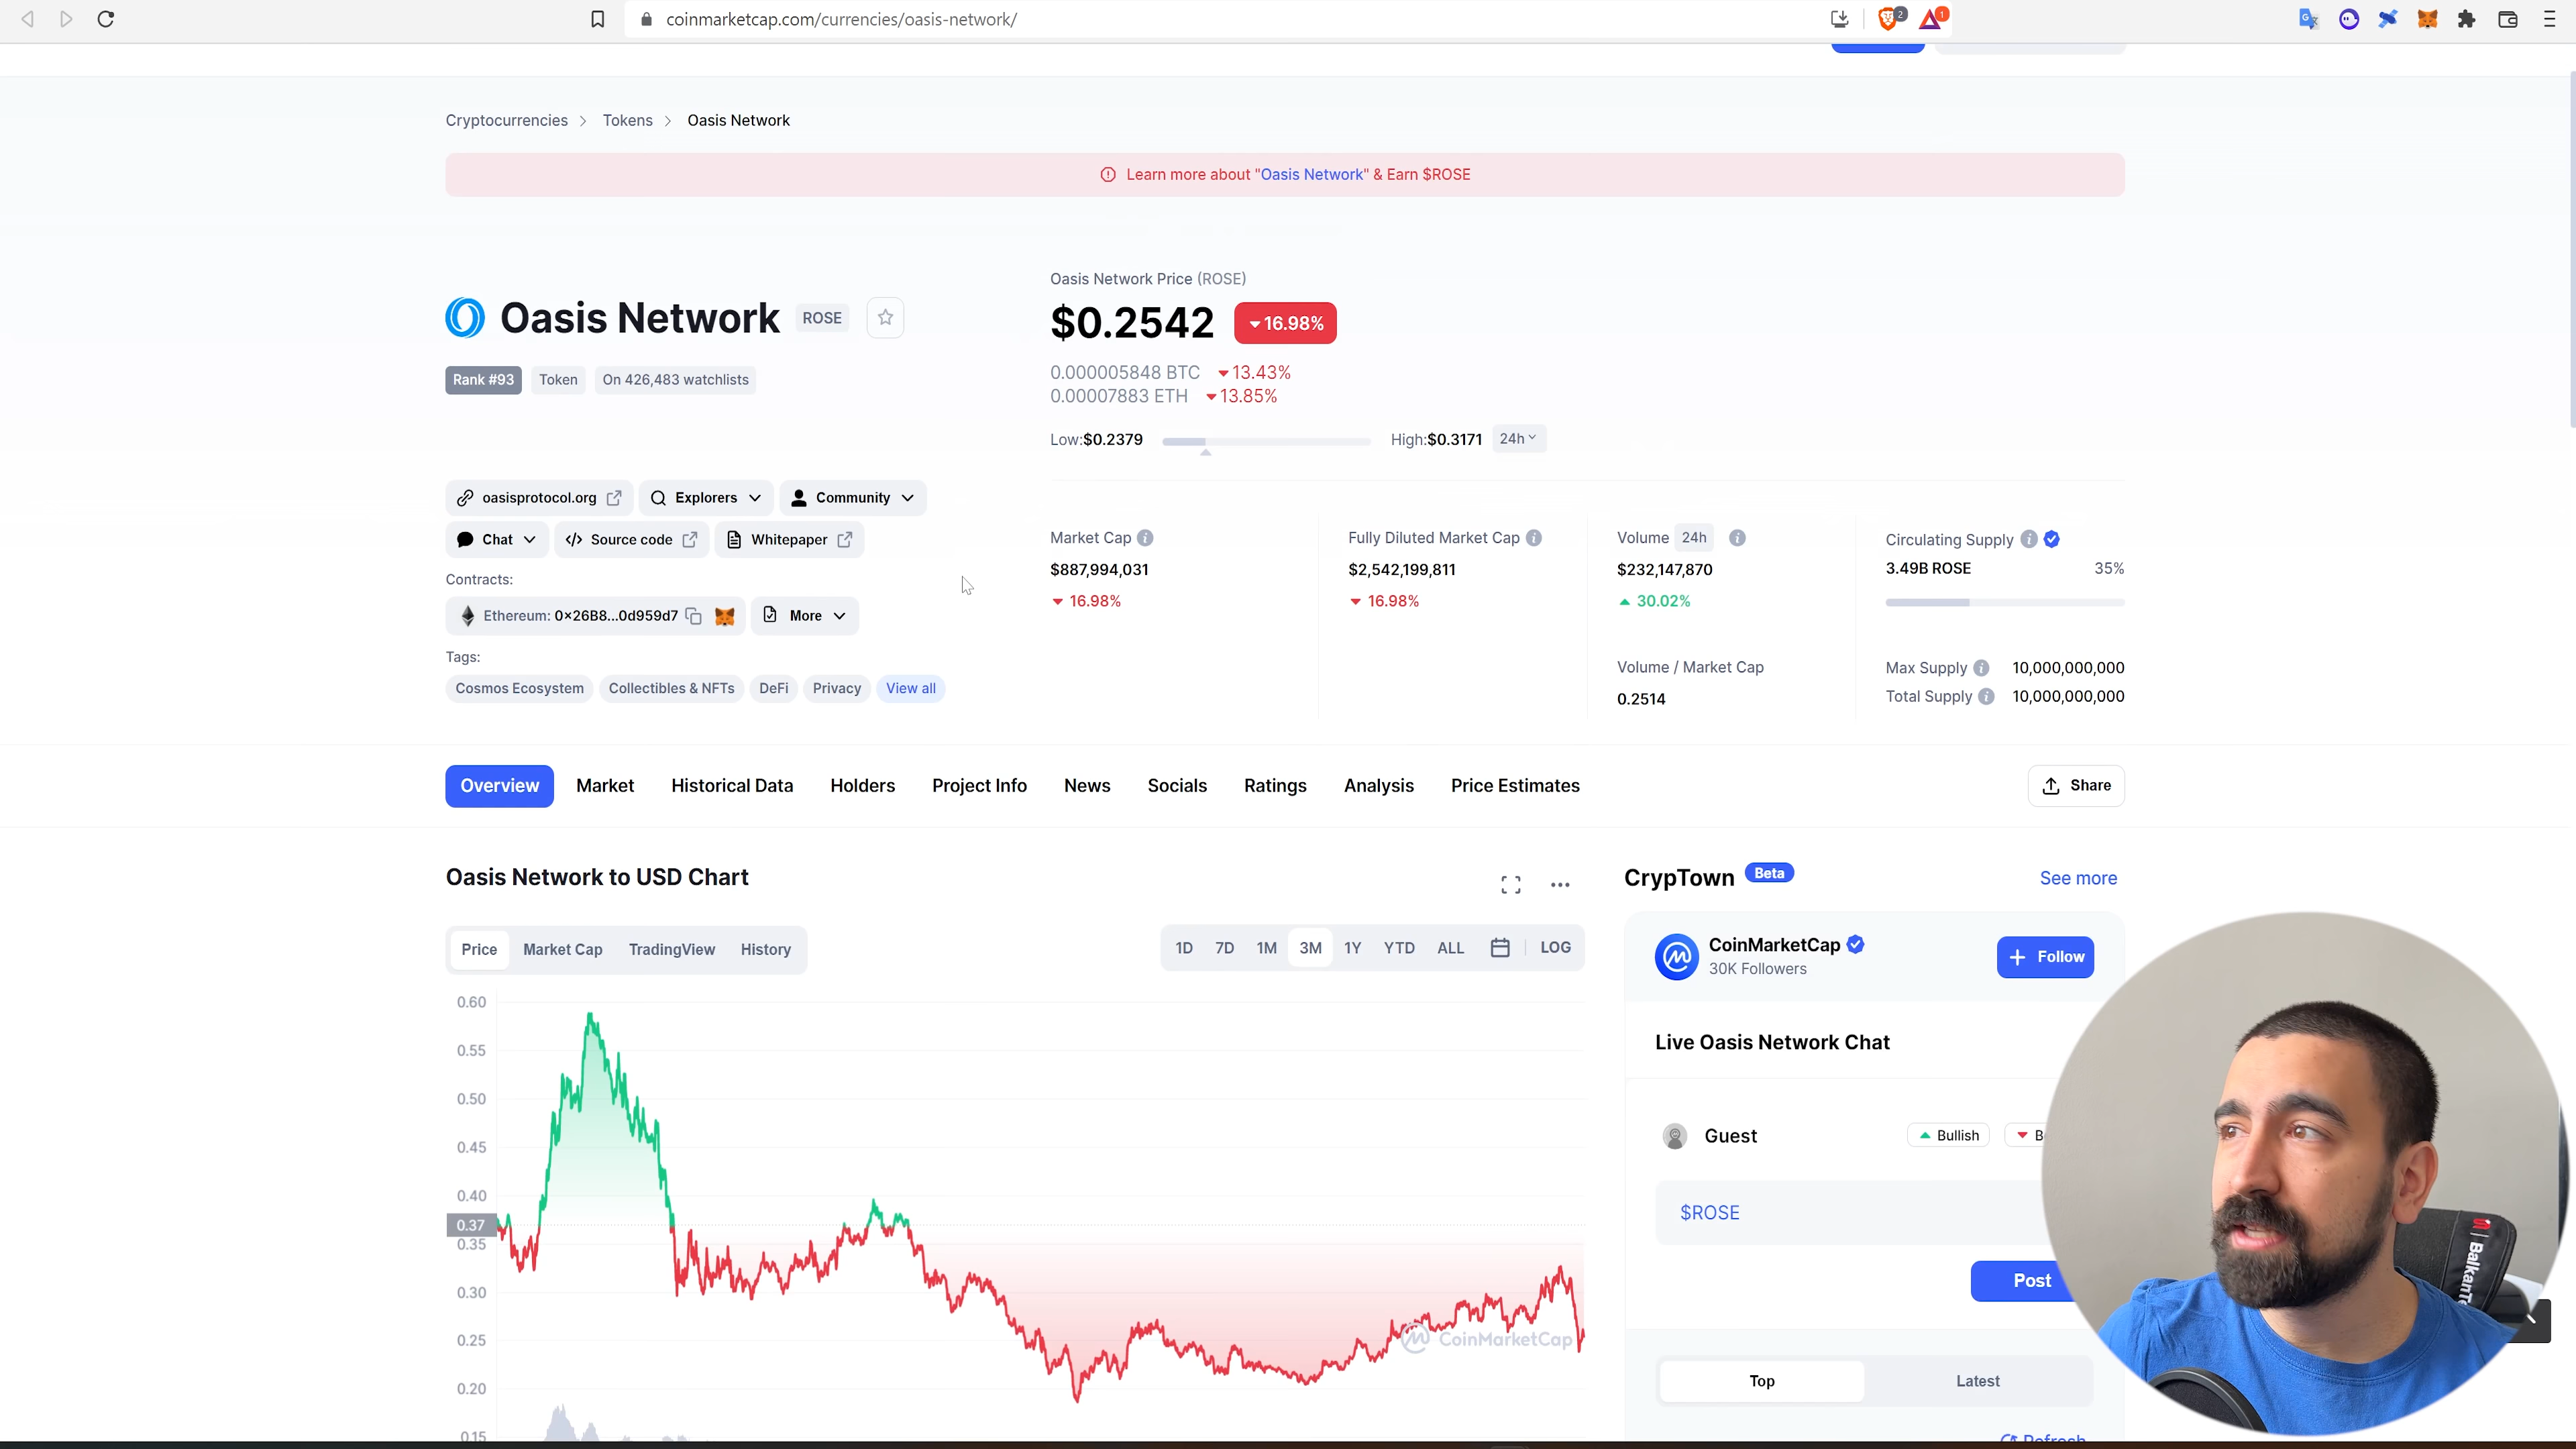 coinmarketcap.com/currencies/oasis-network/
2
1
Cryptocurrencies > Tokens > Oasis Network
Learn more about "Oasis Network" & Earn $ROSE
Oasis Network ROSE
Rank #93 Token On 426,483 watchlists
Oasis Network Price (ROSE)
$0.2542 16.98%
0.000005848 BTC 13.43%
0.00007883 ETH 13.85%
Low:$0.2379 High:$0.3171 24h
oasisprotocol.org Explorers Community
Chat Source code Whitepaper
Contracts:
Ethereum: 0x26B8...0d959d7 More
Tags:
Cosmos Ecosystem Collectibles & NFTs DeFi Privacy View all
Market Cap
$887,994,031
16.98%
Fully Diluted Market Cap
$2,542,199,811
16.98%
Volume 24h
$232,147,870
30.02%
Volume / Market Cap
0.2514
Circulating Supply
3.49B ROSE 35%
Max Supply 10,000,000,000
Total Supply 10,000,000,000
Overview Market Historical Data Holders Project Info News Socials Ratings Analysis Price Estimates Share
Oasis Network to USD Chart
Price Market Cap TradingView History
1D 7D 1M 3M 1Y YTD ALL LOG
0.60
0.55
0.50
0.45
0.40
0.37
0.35
0.30
0.25
0.20
0.15
CoinMarketCap
CrypTown Beta See more
CoinMarketCap
30K Followers
Follow
Live Oasis Network Chat
Guest Bullish
$ROSE
Post
Top Latest
Refresh